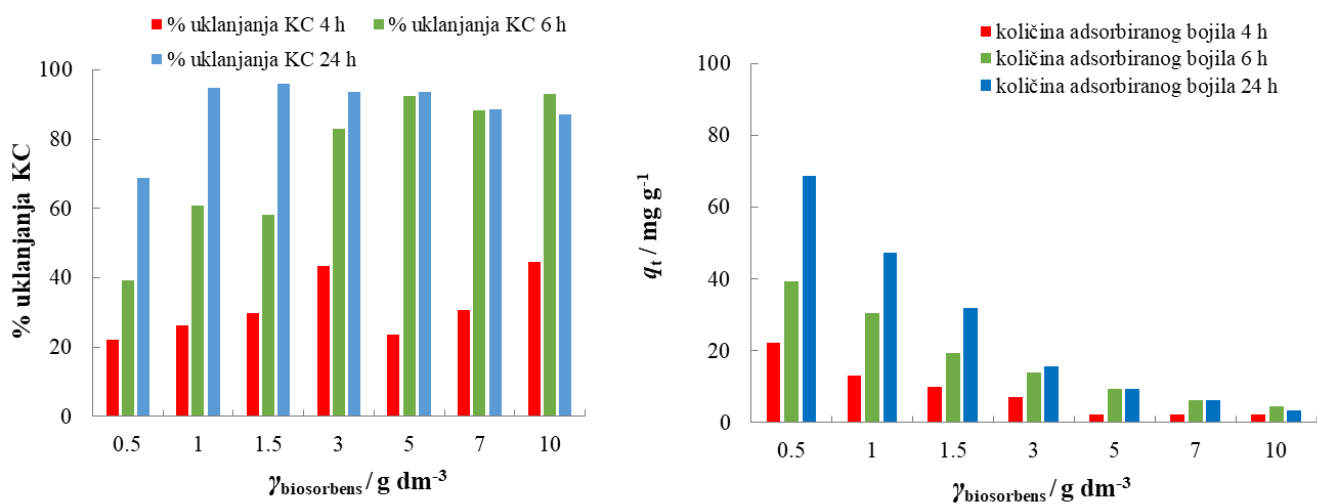 % uklanjanja KC 4 h % uklanjanja KC 6 h
% uklanjanja KC 24 h
100
80
60
40
20
0
% uklanjanja KC
0.5 1 1.5 3 5 7 10
γbiosorbens / g dm-3
količina adsorbiranog bojila 4 h
količina adsorbiranog bojila 6 h
količina adsorbiranog bojila 24 h
100
80
60
40
20
0
qt / mg g-1
0.5 1 1.5 3 5 7 10
γbiosorbens / g dm-3